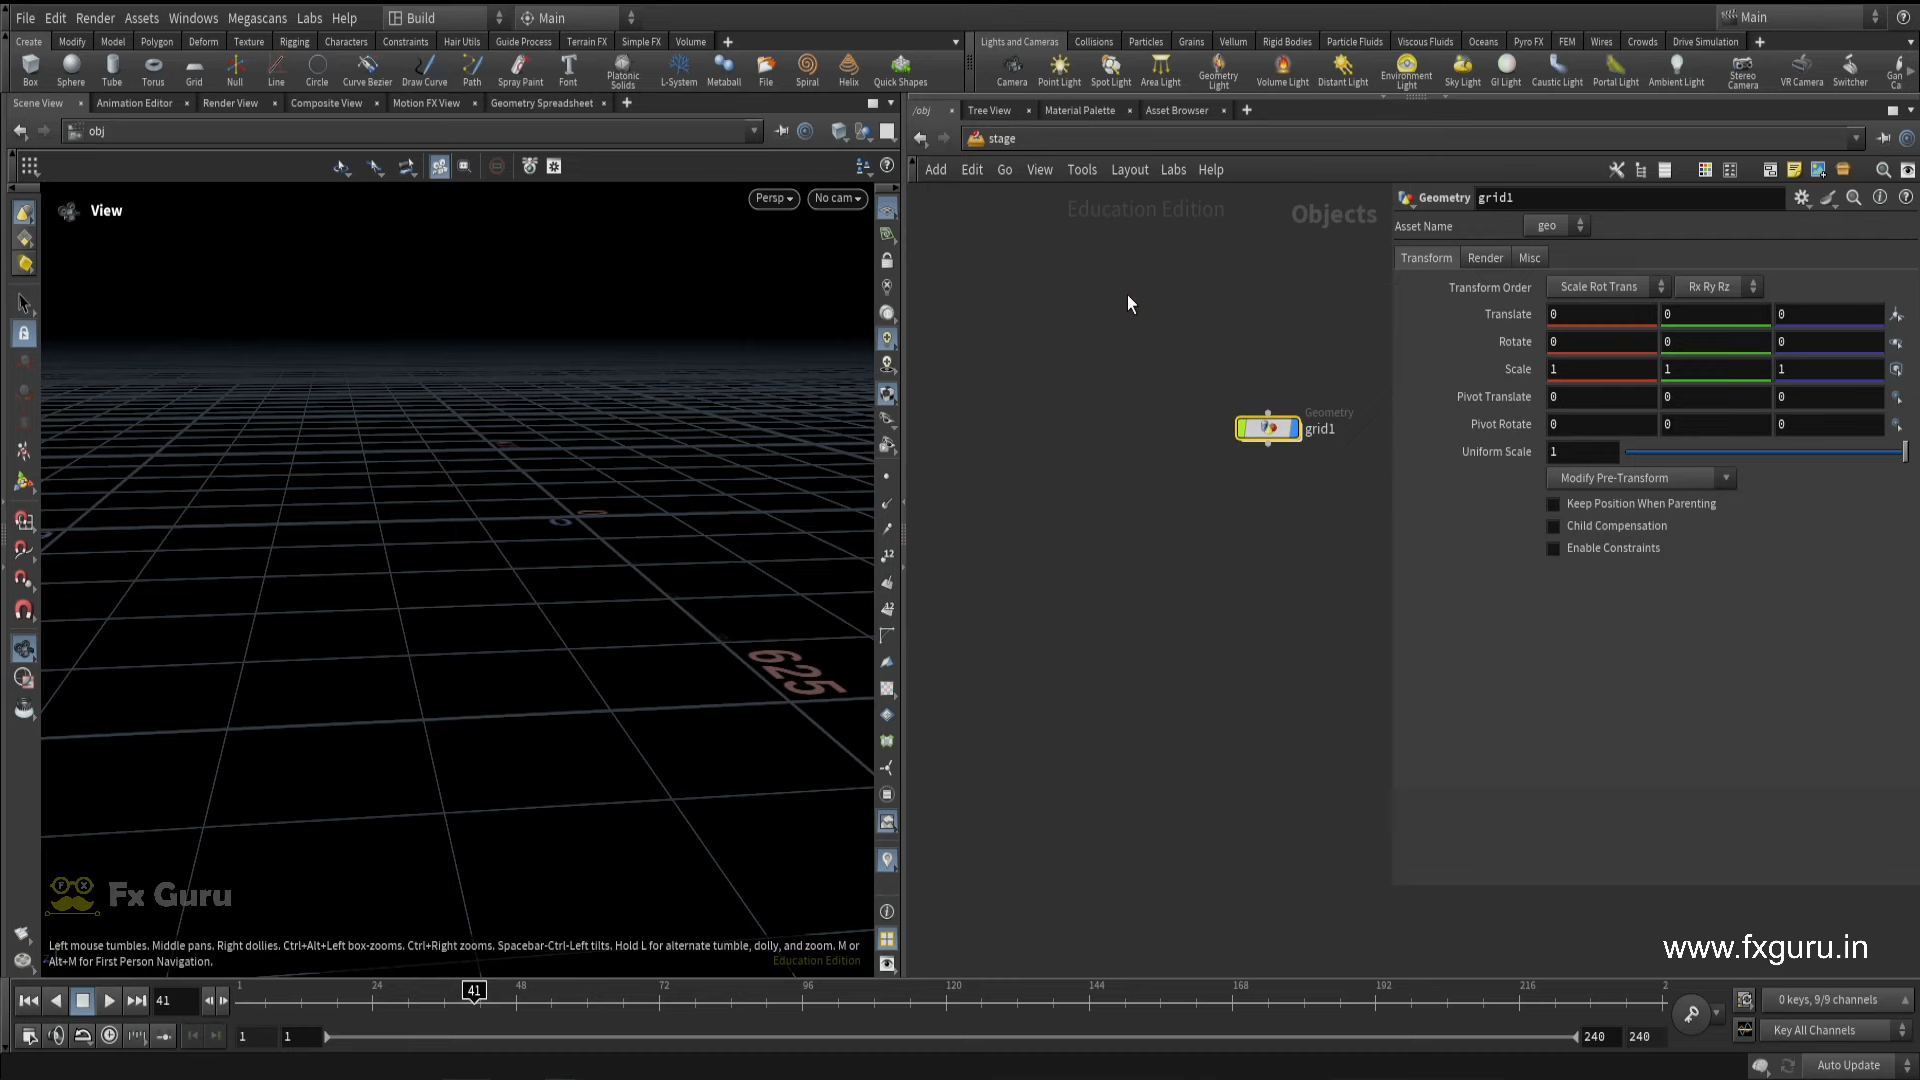 File Edit Render Assets Windows Megascans Labs Help Build Main Main
Create Modify Model Polygon Deform Texture Rigging Characters Constraints Hair Utils Guide Process Terrain FX Simple FX Volume
Lights and Cameras Collisions Particles Grains Vellum Rigid Bodies Particle Fluids Viscous Fluids Oceans Pyro FX FEM Wires Crowds Drive Simulation
Box Sphere Tube Torus Grid Null Line Circle Curve Bezier Draw Curve Path Spray Paint Font Platonic Solids L-System Metaball File Spiral Helix Quick Shapes
Camera Point Light Spot Light Area Light Geometry Light Volume Light Distant Light Environment Light Sky Light GI Light Caustic Light Portal Light Ambient Light Stereo Camera VR Camera Switcher
Scene View Animation Editor Render View Composite View Motion FX View Geometry Spreadsheet
/obj Tree View Material Palette Asset Browser
obj
stage
Add Edit Go View Tools Layout Labs Help
View
Persp No cam
Education Edition
Objects
Geometry grid1
Asset Name geo
Transform Render Misc
Transform Order Scale Rot Trans Rx Ry Rz
Translate 0 0 0
Rotate 0 0 0
Scale 1 1 1
Pivot Translate 0 0 0
Pivot Rotate 0 0 0
Uniform Scale 1
Modify Pre-Transform
Keep Position When Parenting
Child Compensation
Enable Constraints
Geometry
grid1
12
12
0 0
625
Fx Guru
Left mouse tumbles. Middle pans. Right dollies. Ctrl+Alt+Left box-zooms. Ctrl+Right zooms. Spacebar-Ctrl-Left tilts. Hold L for alternate tumble, dolly, and zoom. M or
Alt+M for First Person Navigation.
Education Edition
www.fxguru.in
41 1 24 41 48 72 96 120 144 168 192 216 2
0 keys, 9/9 channels
1 1 240 240
Key All Channels
Auto Update